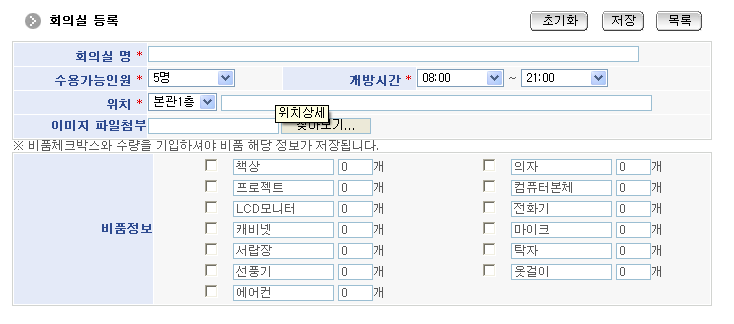 회의실 등록 초기화 저장 목록
회의실 명 *
수용가능인원 * 5명 개방시간 * 08:00 ~ 21:00
위치 * 본관1층
위치상세
이미지 파일첨부 찾아보기...
※ 비품체크박스와 수량을 기입하셔야 비품 해당 정보가 저장됩니다.
책상 0 개 의자 0 개
프로젝트 0 개 컴퓨터본체 0 개
LCD모니터 0 개 전화기 0 개
비품정보 캐비넷 0 개 마이크 0 개
서랍장 0 개 탁자 0 개
선풍기 0 개 옷걸이 0 개
에어컨 0 개